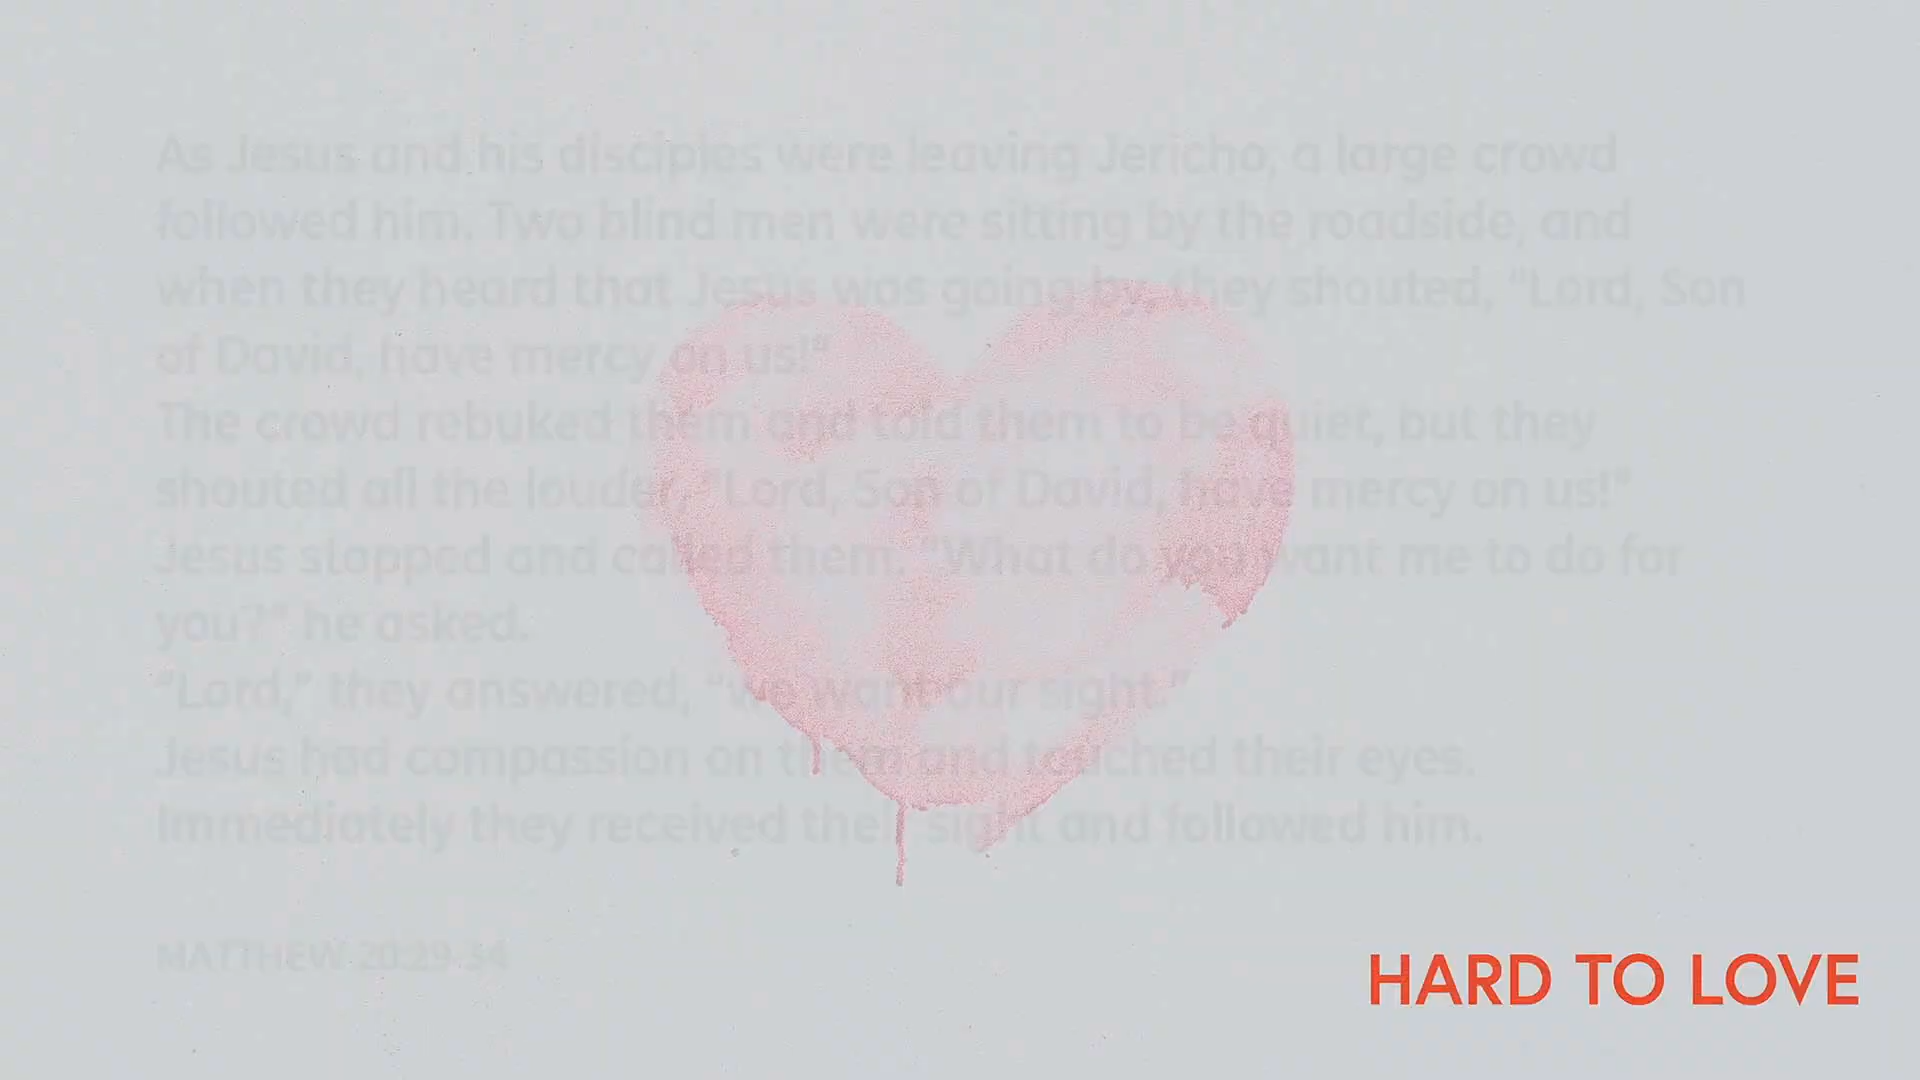 As Jesus and his disciples were leaving Jericho, a large crowd
followed him. Two blind men were sitting by the roadside, and
when they heard that Jesus was going by, they shouted, "Lord, Son
of David, have mercy on us!"
The crowd rebuked them and told them to be quiet, but they
shouted all the louder, "Lord, Son of David, have mercy on us!"
Jesus stopped and called them. "What do you want me to do for
you?" he asked.
"Lord," they answered, "we want our sight."
Jesus had compassion on them and touched their eyes.
Immediately they received their sight and followed him.
MATTHEW 20:29-34
HARD TO LOVE